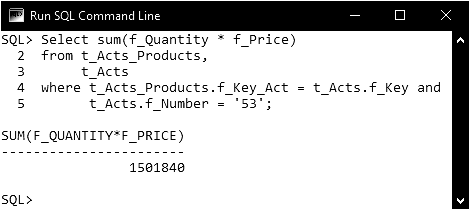 Run SQL Command Line
SQL> Select sum(f_Quantity * f_Price)
  2  from t_Acts_Products,
  3       t_Acts
  4  where t_Acts_Products.f_Key_Act = t_Acts.f_Key and
  5        t_Acts.f_Number = '53';
SUM(F_QUANTITY*F_PRICE)
-----------------------
                1501840
SQL>